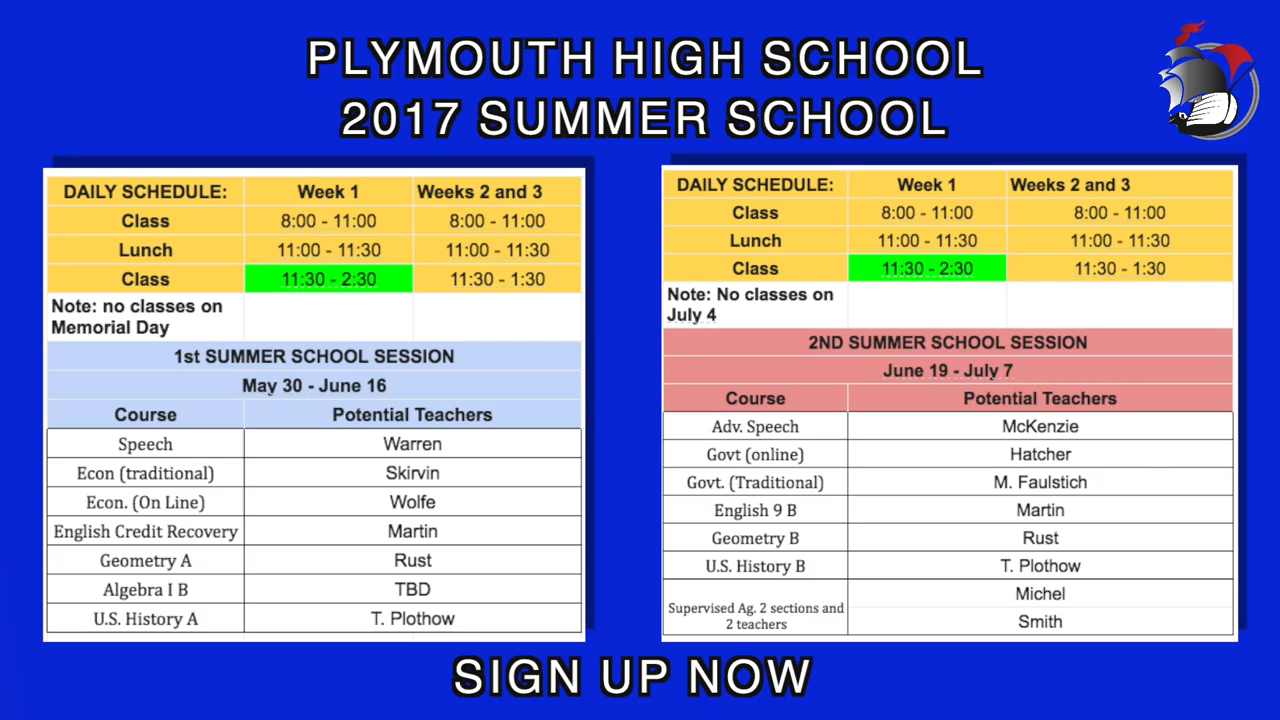 PLYMOUTH HIGH SCHOOL
2017 SUMMER SCHOOL
DAILY SCHEDULE: Week 1 Weeks 2 and 3
Class 8:00 - 11:00 8:00 - 11:00
Lunch 11:00 - 11:30 11:00 - 11:30
Class 11:30 - 2:30 11:30 - 1:30
Note: no classes on
Memorial Day
1st SUMMER SCHOOL SESSION
May 30 - June 16
Course Potential Teachers
Speech Warren
Econ (traditional) Skirvin
Econ. (On Line) Wolfe
English Credit Recovery Martin
Geometry A Rust
Algebra I B TBD
U.S. History A T. Plothow
DAILY SCHEDULE: Week 1 Weeks 2 and 3
Class 8:00 - 11:00 8:00 - 11:00
Lunch 11:00 - 11:30 11:00 - 11:30
Class 11:30 - 2:30 11:30 - 1:30
Note: No classes on
July 4
2ND SUMMER SCHOOL SESSION
June 19 - July 7
Course Potential Teachers
Adv. Speech McKenzie
Govt (online) Hatcher
Govt. (Traditional) M. Faulstich
English 9 B Martin
Geometry B Rust
U.S. History B T. Plothow
Michel
Supervised Ag. 2 sections and
2 teachers Smith
SIGN UP NOW